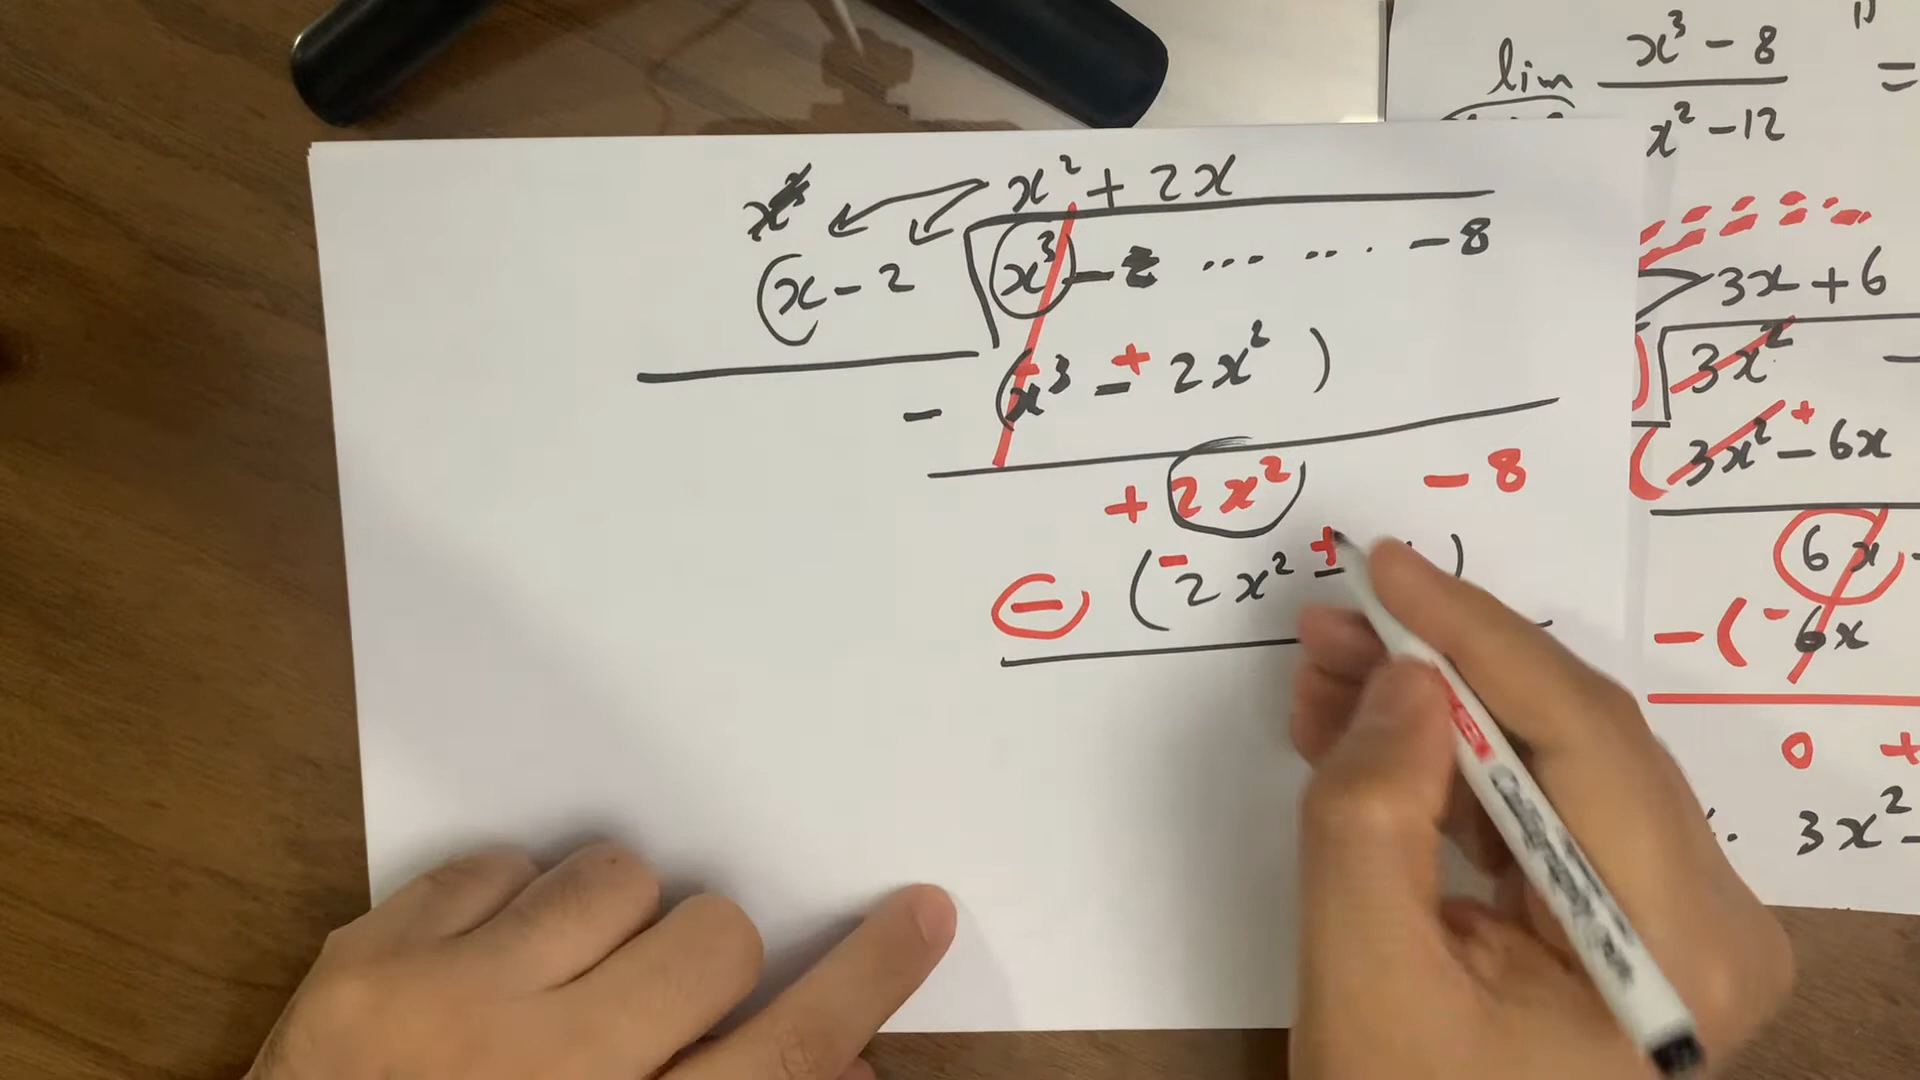 x² + 2x
x - 2
x³ - ... ... - 8
- (x³ - + 2x²)
+ 2x² - 8
- (- 2x² - +
lim x³ - 8 / x² - 12 =
3x + 6
3x² -
(3x² - + 6x
6x
- (- 6x
0 +
3x² -